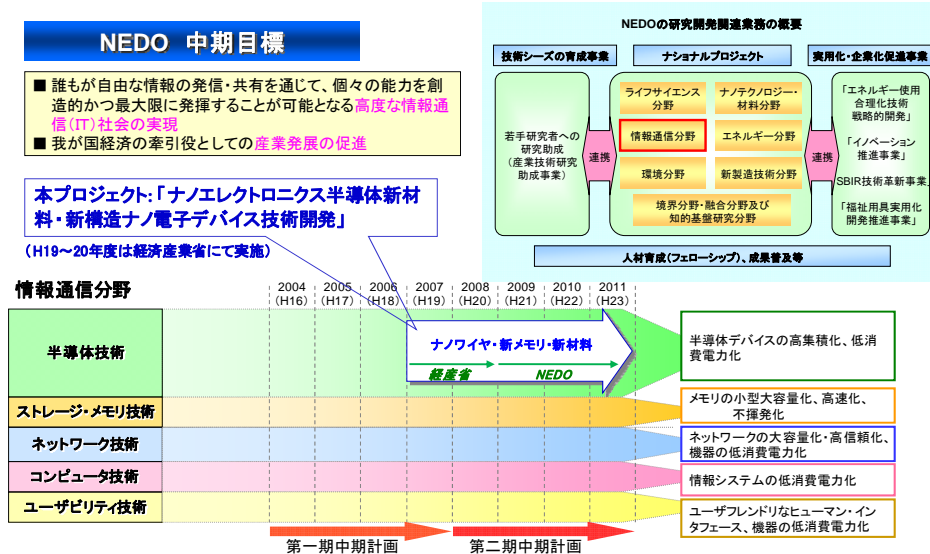 NEDO 中期目標
■ 誰もが自由な情報の発信・共有を通じて、個々の能力を創
造的かつ最大限に発揮することが可能となる高度な情報通
信(IT)社会の実現
■ 我が国経済の牽引役としての産業発展の促進
本プロジェクト:「ナノエレクトロニクス半導体新材
料・新構造ナノ電子デバイス技術開発」
(H19~20年度は経済産業省にて実施)
NEDOの研究開発関連業務の概要
技術シーズの育成事業
ナショナルプロジェクト
実用化・企業化促進事業
若手研究者への
研究助成
(産業技術研究
助成事業)
連携
ライフサイエンス
分野
ナノテクノロジー・
材料分野
情報通信分野
エネルギー分野
環境分野
新製造技術分野
境界分野・融合分野及び
知的基盤研究分野
連携
「エネルギー使用
合理化技術
戦略的開発」
「イノベーション
推進事業」
SBIR技術革新事業」
「福祉用具実用化
開発推進事業」
人材育成(フェローシップ)、成果普及等
情報通信分野
2004 2005 2006 2007 2008 2009 2010 2011
(H16) (H17) (H18) (H19) (H20) (H21) (H22) (H23)
半導体技術
ナノワイヤ・新メモリ・新材料
経産省 NEDO
半導体デバイスの高集積化、低消
費電力化
ストレージ・メモリ技術
メモリの小型大容量化、高速化、
不揮発化
ネットワーク技術
ネットワークの大容量化・高信頼化、
機器の低消費電力化
コンピュータ技術
情報システムの低消費電力化
ユーザビリティ技術
ユーザフレンドリなヒューマン・イン
タフェース、機器の低消費電力化
第一期中期計画
第二期中期計画